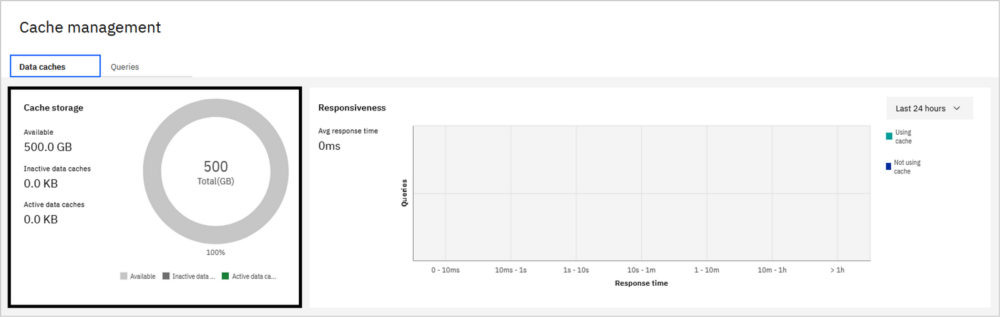 Cache management
Data caches
Queries
Cache storage
Available
500.0 GB
Inactive data caches
0.0 KB
Active data caches
0.0 KB
500
Total(GB)
100%
Available
Inactive data ...
Active data ca...
Responsiveness
Last 24 hours
Avg response time
0ms
Queries
0 - 10ms
10ms - 1s
1s - 10s
10s - 1m
1 - 10m
10m - 1h
> 1h
Response time
Using
cache
Not using
cache